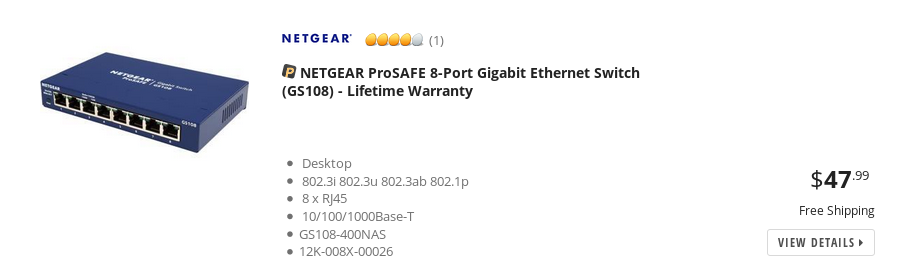 NETGEAR (1)
NETGEAR ProSAFE 8-Port Gigabit Ethernet Switch
(GS108) - Lifetime Warranty
NETGEAR Gigabit Switch
ProSAFE GS108
NETGEAR
GS108
Desktop
802.3i 802.3u 802.3ab 802.1p
8 x RJ45
10/100/1000Base-T
GS108-400NAS
12K-008X-00026
$47.99
Free Shipping
VIEW DETAILS